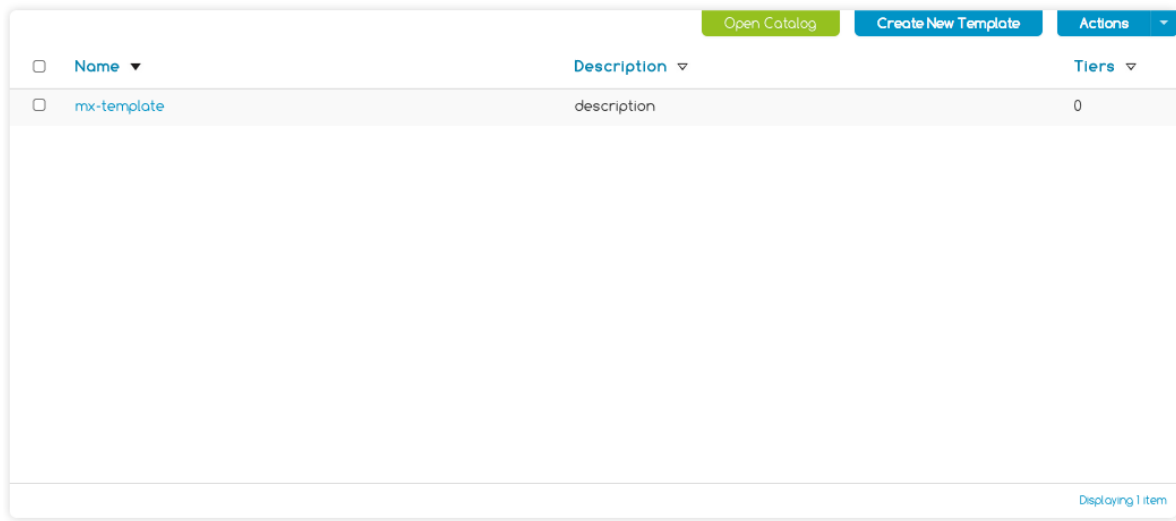 Open Catalog Create New Template Actions
Name Description Tiers
mx-template description 0
Displaying 1 item